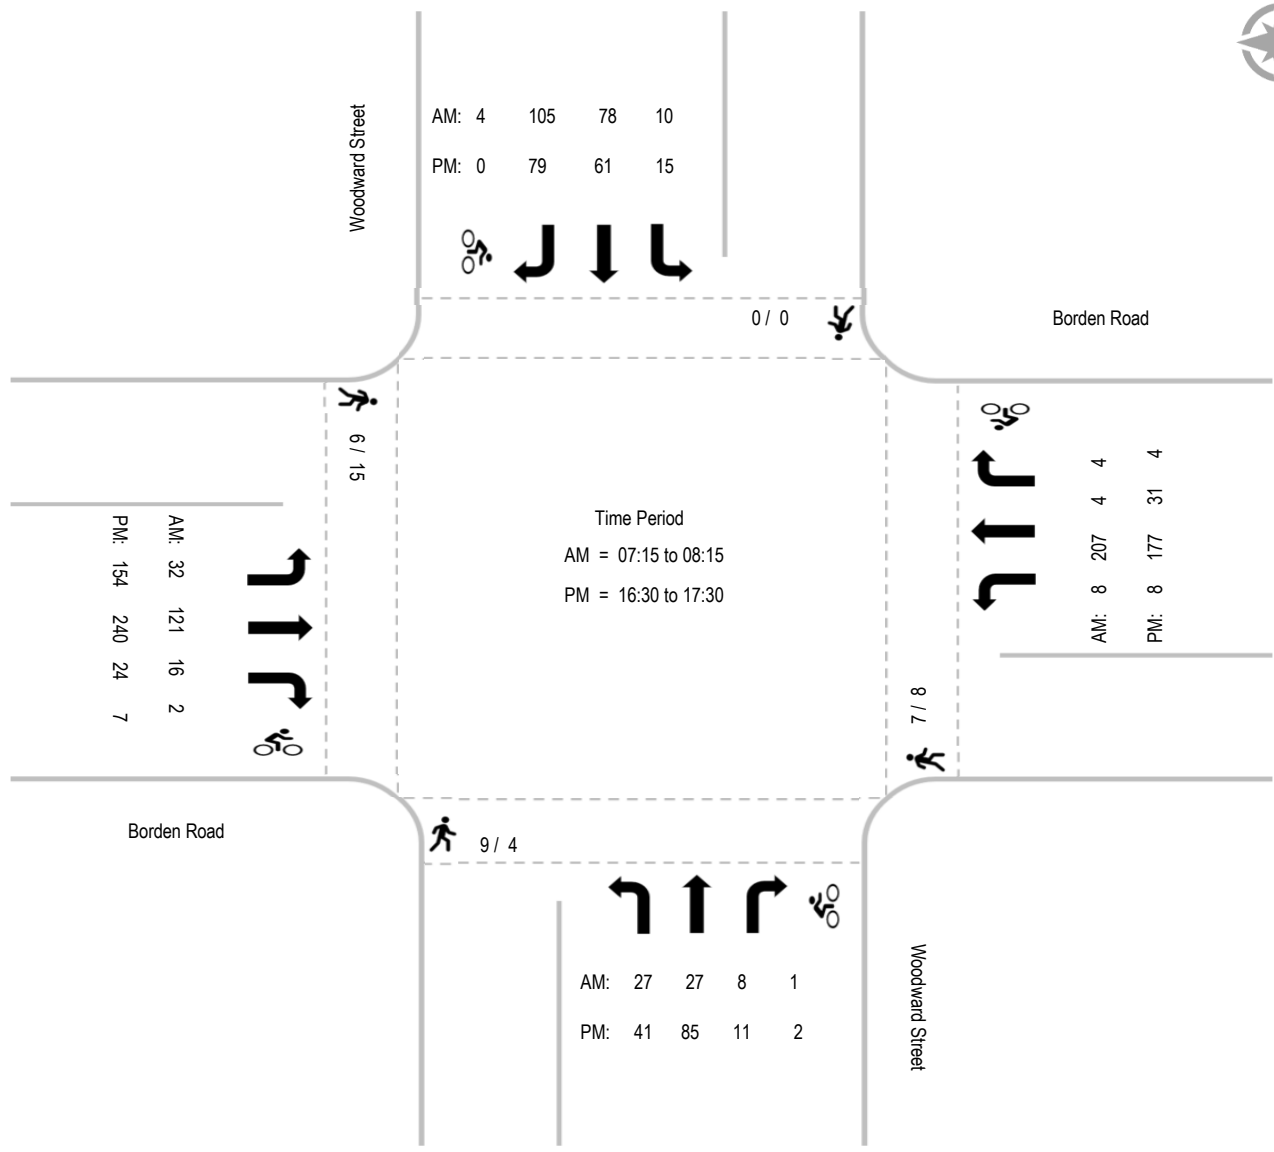 Woodward Street
AM: 4 105 78 10
PM: 0 79 61 15
0 / 0
Borden Road
6 / 15
AM: 32 121 16 2
PM: 154 240 24 7
Time Period
AM = 07:15 to 08:15
PM = 16:30 to 17:30
AM: 8 207 4 4
PM: 8 177 31 4
7 / 8
Borden Road
9 / 4
AM: 27 27 8 1
PM: 41 85 11 2
Woodward Street